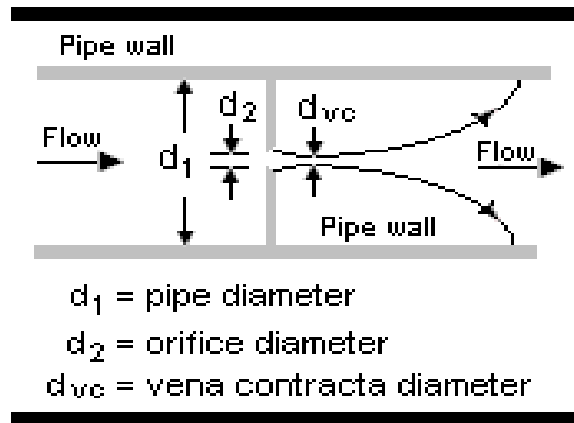 Pipe wall
d2 dvc
Flow d1 Flow
Pipe wall
d1 = pipe diameter
d2 = orifice diameter
dvc = vena contracta diameter